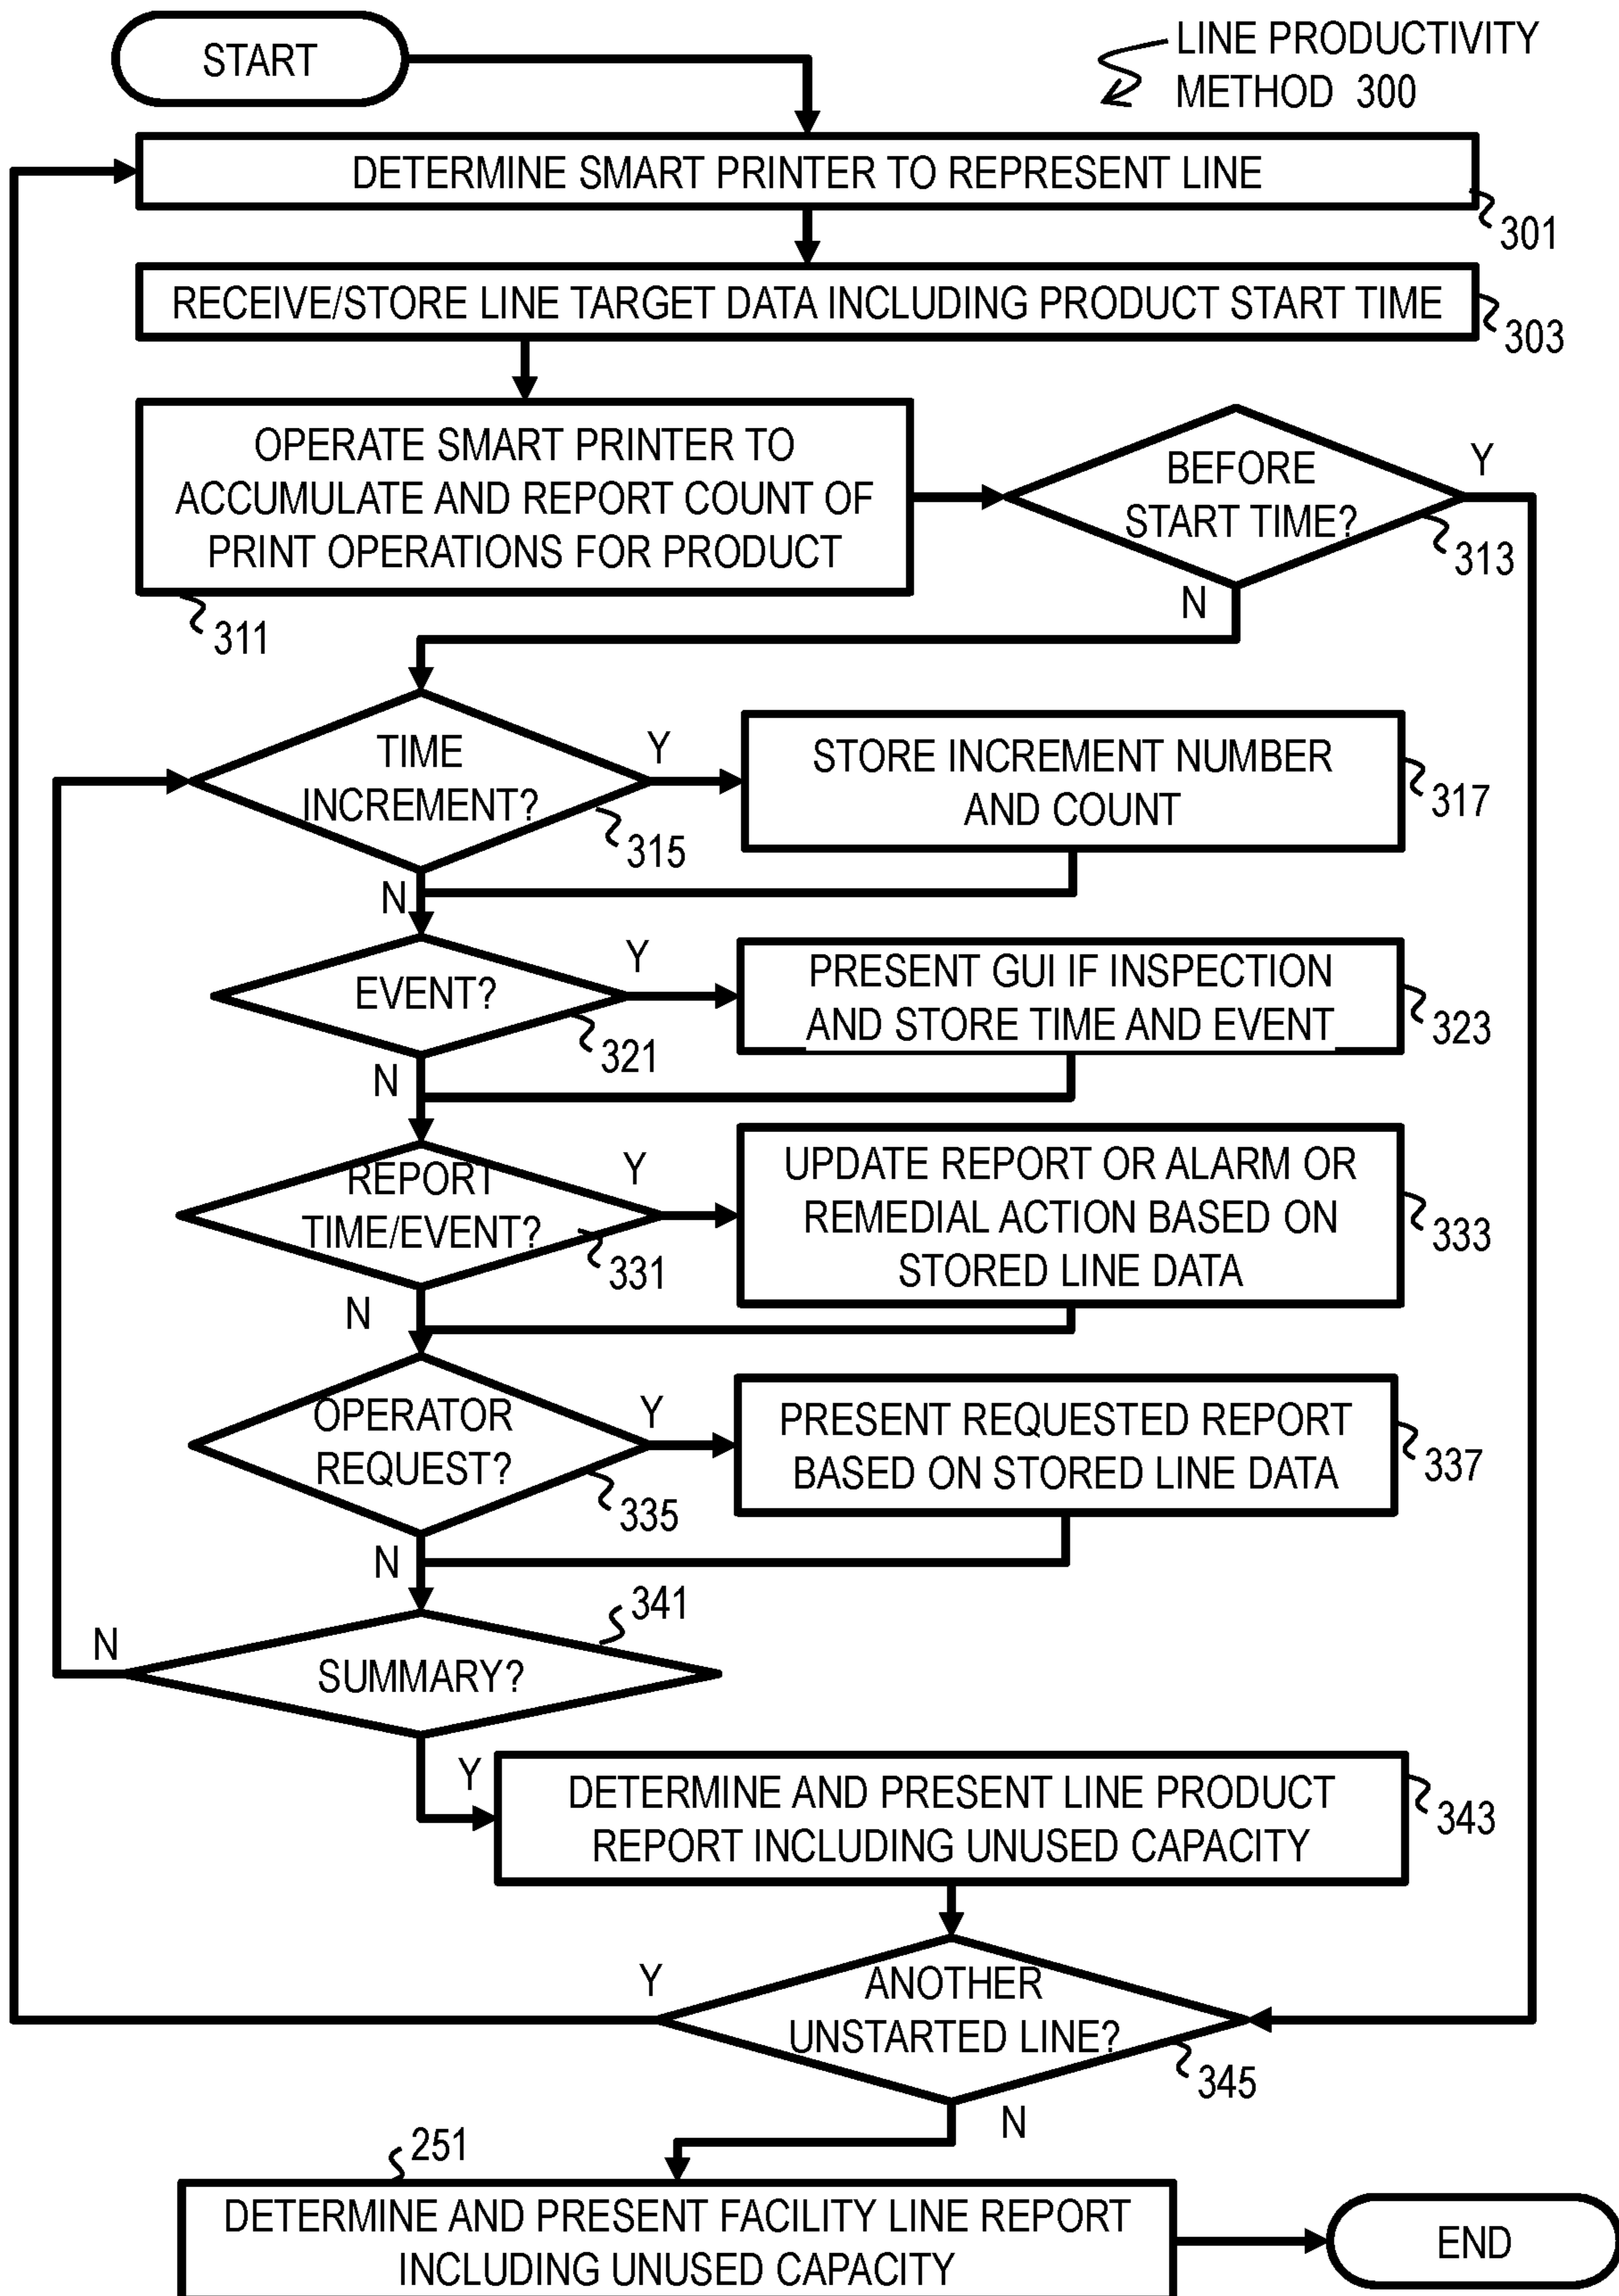 START
LINE PRODUCTIVITY
METHOD 300
DETERMINE SMART PRINTER TO REPRESENT LINE
301
RECEIVE/STORE LINE TARGET DATA INCLUDING PRODUCT START TIME
303
OPERATE SMART PRINTER TO
ACCUMULATE AND REPORT COUNT OF
PRINT OPERATIONS FOR PRODUCT
311
BEFORE
START TIME?
Y
313
N
TIME
INCREMENT?
Y
315
STORE INCREMENT NUMBER
AND COUNT
317
N
EVENT?
Y
321
PRESENT GUI IF INSPECTION
AND STORE TIME AND EVENT
323
N
REPORT
TIME/EVENT?
Y
331
UPDATE REPORT OR ALARM OR
REMEDIAL ACTION BASED ON
STORED LINE DATA
333
N
OPERATOR
REQUEST?
Y
335
PRESENT REQUESTED REPORT
BASED ON STORED LINE DATA
337
N
341
N
SUMMARY?
Y
DETERMINE AND PRESENT LINE PRODUCT
REPORT INCLUDING UNUSED CAPACITY
343
Y
ANOTHER
UNSTARTED LINE?
345
N
251
DETERMINE AND PRESENT FACILITY LINE REPORT
INCLUDING UNUSED CAPACITY
END